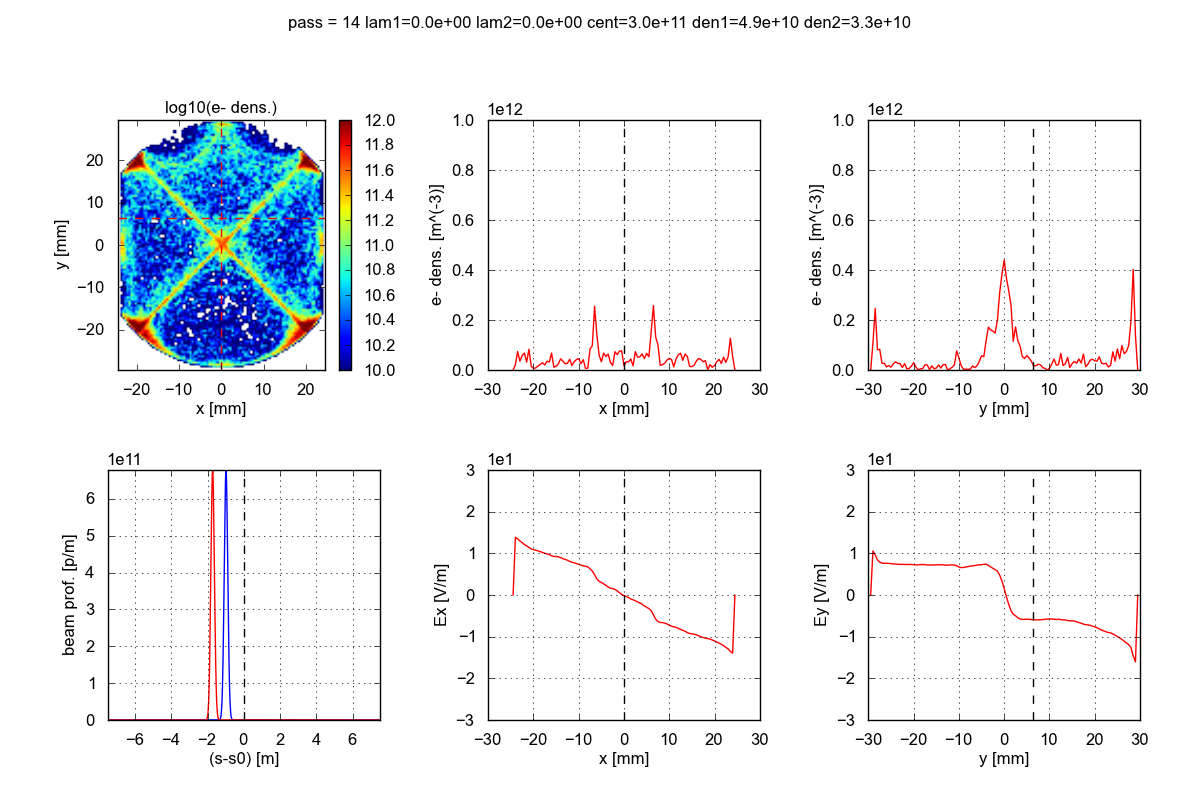 pass = 14 lam1=0.0e+00 lam2=0.0e+00 cent=3.0e+11 den1=4.9e+10 den2=3.3e+10
log10(e- dens.)
y [mm]
20
10
0
−10
−20
−20 −10 0 10 20
x [mm]
12.0
11.8
11.6
11.4
11.2
11.0
10.8
10.6
10.4
10.2
10.0
1e12
e- dens. [m^(-3)]
1.0
0.8
0.6
0.4
0.2
0.0
−30 −20 −10 0 10 20 30
x [mm]
1e12
e- dens. [m^(-3)]
1.0
0.8
0.6
0.4
0.2
0.0
−30 −20 −10 0 10 20 30
y [mm]
1e11
beam prof. [p/m]
6
5
4
3
2
1
0
−6 −4 −2 0 2 4 6
(s-s0) [m]
1e1
Ex [V/m]
3
2
1
0
−1
−2
−3
−30 −20 −10 0 10 20 30
x [mm]
1e1
Ey [V/m]
3
2
1
0
−1
−2
−3
−30 −20 −10 0 10 20 30
y [mm]